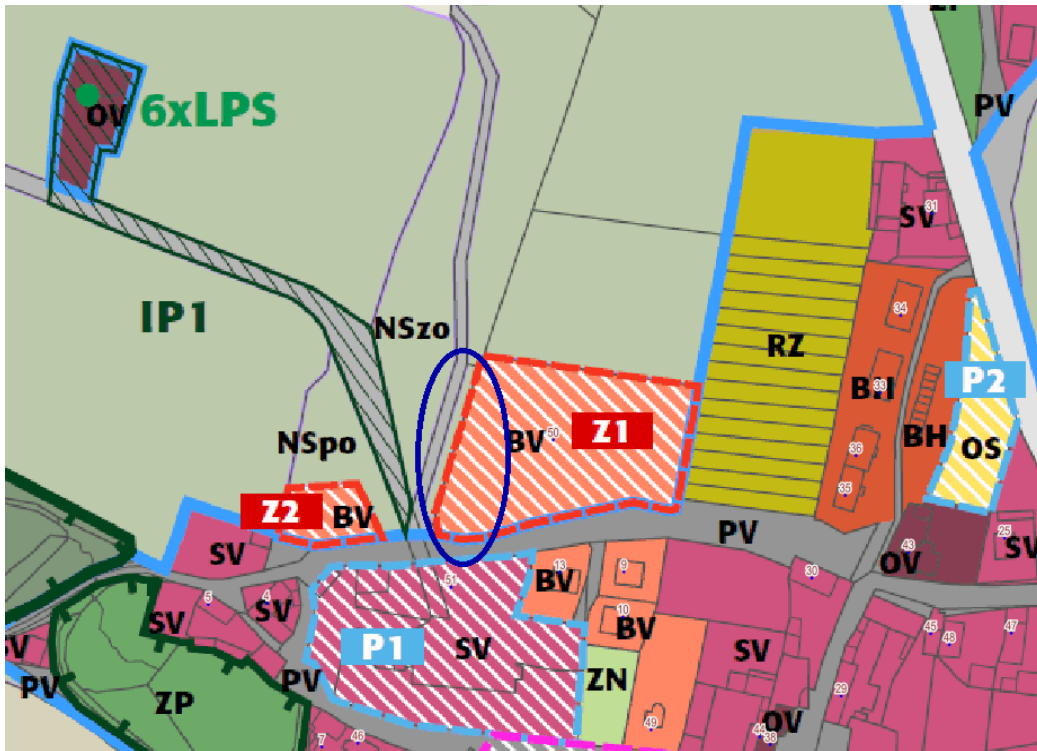 OV
6xLPS
PV
SV
31
IP1
NSzo
34
RZ
P2
BH
33
BV
50
Z1
BH
OS
NSpo
36
35
Z2
BV
SV
PV
OV
43
25
SV
BV
13
9
30
51
5
4
SV
SV
10
BV
P1
SV
SV
45
48
47
SV
PV
PV
ZP
ZN
29
49
OV
44
38
7
46